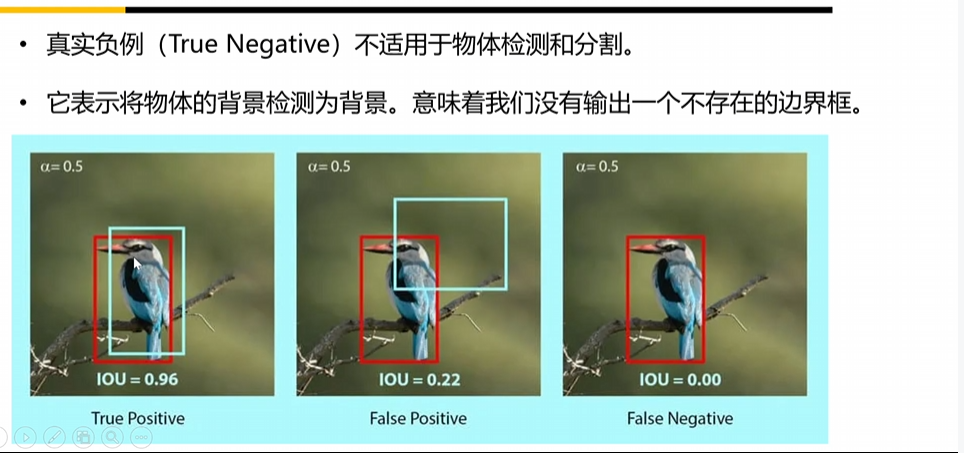 • 真实负例（True Negative）不适用于物体检测和分割。
• 它表示将物体的背景检测为背景。意味着我们没有输出一个不存在的边界框。
α= 0.5
α= 0.5
α= 0.5
IOU = 0.96
IOU = 0.22
IOU = 0.00
True Positive
False Positive
False Negative